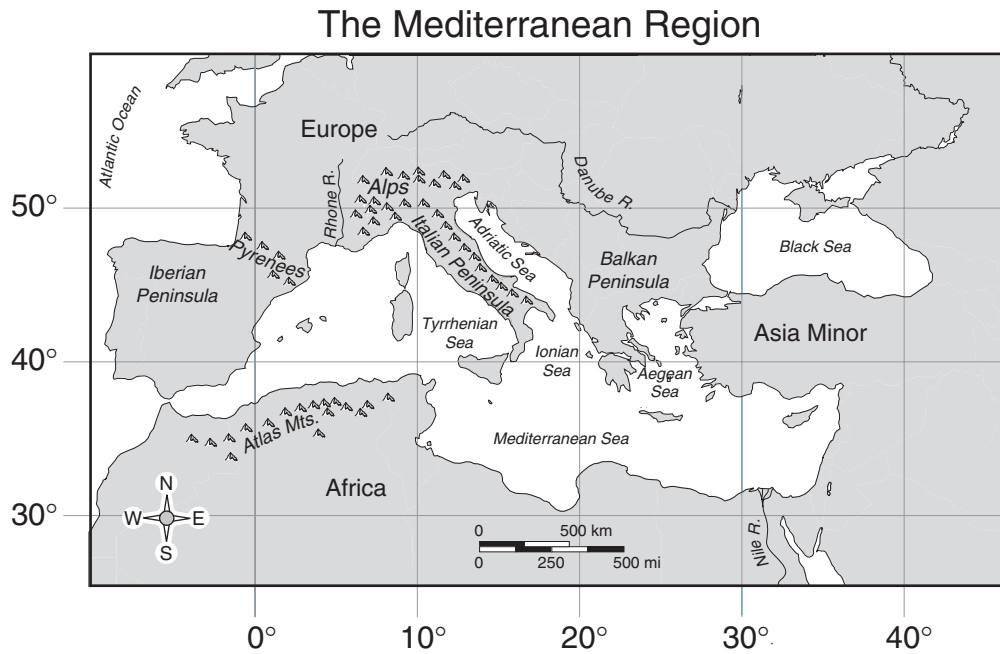 The Mediterranean Region
Atlantic Ocean
Europe
Danube R.
Rhone R.
Alps
50°
Adriatic Sea
Italian Peninsula
Pyrenees
Black Sea
Iberian
Peninsula
Balkan
Peninsula
Tyrrhenian
Sea
Asia Minor
Ionian
Sea
40°
Aegean
Sea
Atlas Mts.
Mediterranean Sea
Africa
N
W
E
S
30°
0 500 km
0 250 500 mi
Nile R.
0° 10° 20° 30° 40°